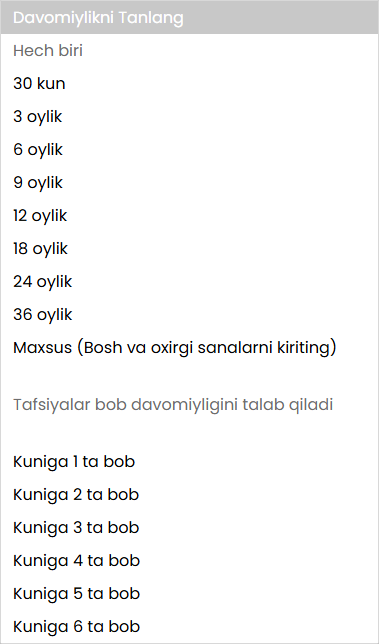 Davomiylikni Tanlang
Hech biri
30 kun
3 oylik
6 oylik
9 oylik
12 oylik
18 oylik
24 oylik
36 oylik
Maxsus (Bosh va oxirgi sanalarni kiriting)
Tafsiyalar bob davomiyligini talab qiladi
Kuniga 1 ta bob
Kuniga 2 ta bob
Kuniga 3 ta bob
Kuniga 4 ta bob
Kuniga 5 ta bob
Kuniga 6 ta bob